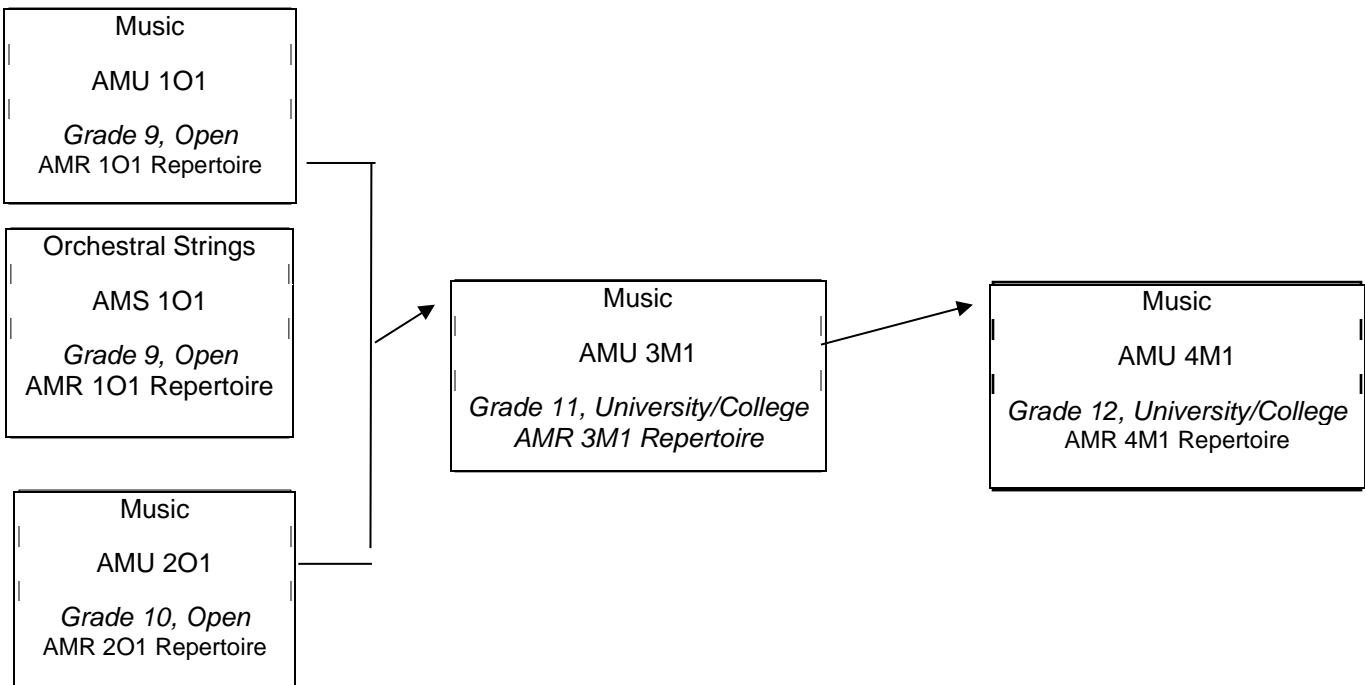 Music
AMU 1O1
Grade 9, Open
AMR 1O1 Repertoire
Orchestral Strings
AMS 1O1
Grade 9, Open
AMR 1O1 Repertoire
Music
AMU 2O1
Grade 10, Open
AMR 2O1 Repertoire
Music
AMU 3M1
Grade 11, University/College
AMR 3M1 Repertoire
Music
AMU 4M1
Grade 12, University/College
AMR 4M1 Repertoire